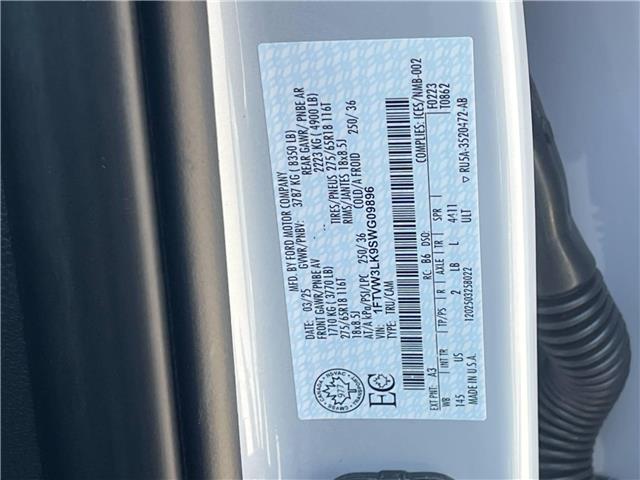 MFD. BY FORD MOTOR COMPANY
DATE: 03/25
GVWR/PNBV: 3787 KG ( 8350 LB)
FRONT GAWR/PNBE AV
REAR GAWR/ PNBE AR
1710 KG ( 3770 LB)
2223 KG ( 4900 LB)
275/65R18 116T
TIRES/PNEUS 275/65R18 116T
18x8.5J
RIMS/JANTES 18x8.5J
AT/A kPa/PSI/LPC 250/36
COLD/A FROID 250/36
VIN: 1FTVW3LK9SWG09896
TYPE: TRU/CAM
COMPLIES: ICES/NMB-002
F0223
T0862
EXT PNT: A3
RC: B6 DSO:
WB INT TR TP/PS R AXLE TR SPR
145 US 2 LB L 4411 ULT
MADE IN U.S.A.
1202503258022
▽ RU5A-3520472-AB
EC
977